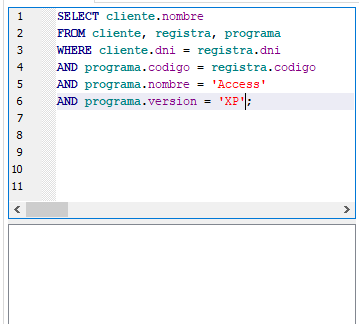 1 SELECT cliente.nombre
2 FROM cliente, registra, programa
3 WHERE cliente.dni = registra.dni
4 AND programa.codigo = registra.codigo
5 AND programa.nombre = 'Access'
6 AND programa.version = 'XP';
7
8
9
10
11